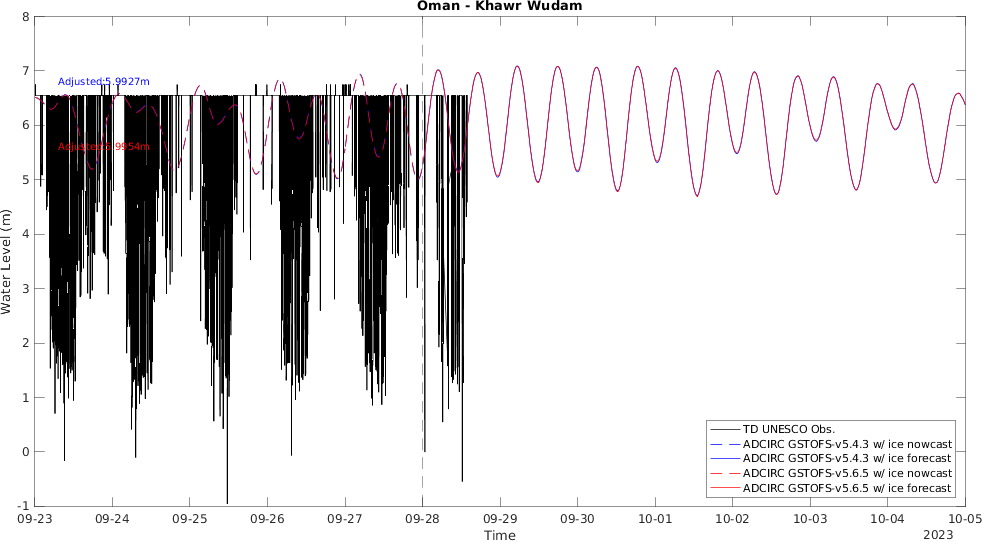 Oman - Khawr Wudam
8
7
6
5
4
3
2
1
0
-1
Water Level (m)
Adjusted:5.9927m
Adjusted:5.9954m
TD UNESCO Obs.
ADCIRC GSTOFS-v5.4.3 w/ ice nowcast
ADCIRC GSTOFS-v5.4.3 w/ ice forecast
ADCIRC GSTOFS-v5.6.5 w/ ice nowcast
ADCIRC GSTOFS-v5.6.5 w/ ice forecast
09-23 09-24 09-25 09-26 09-27 09-28 09-29 09-30 10-01 10-02 10-03 10-04 10-05
Time
2023